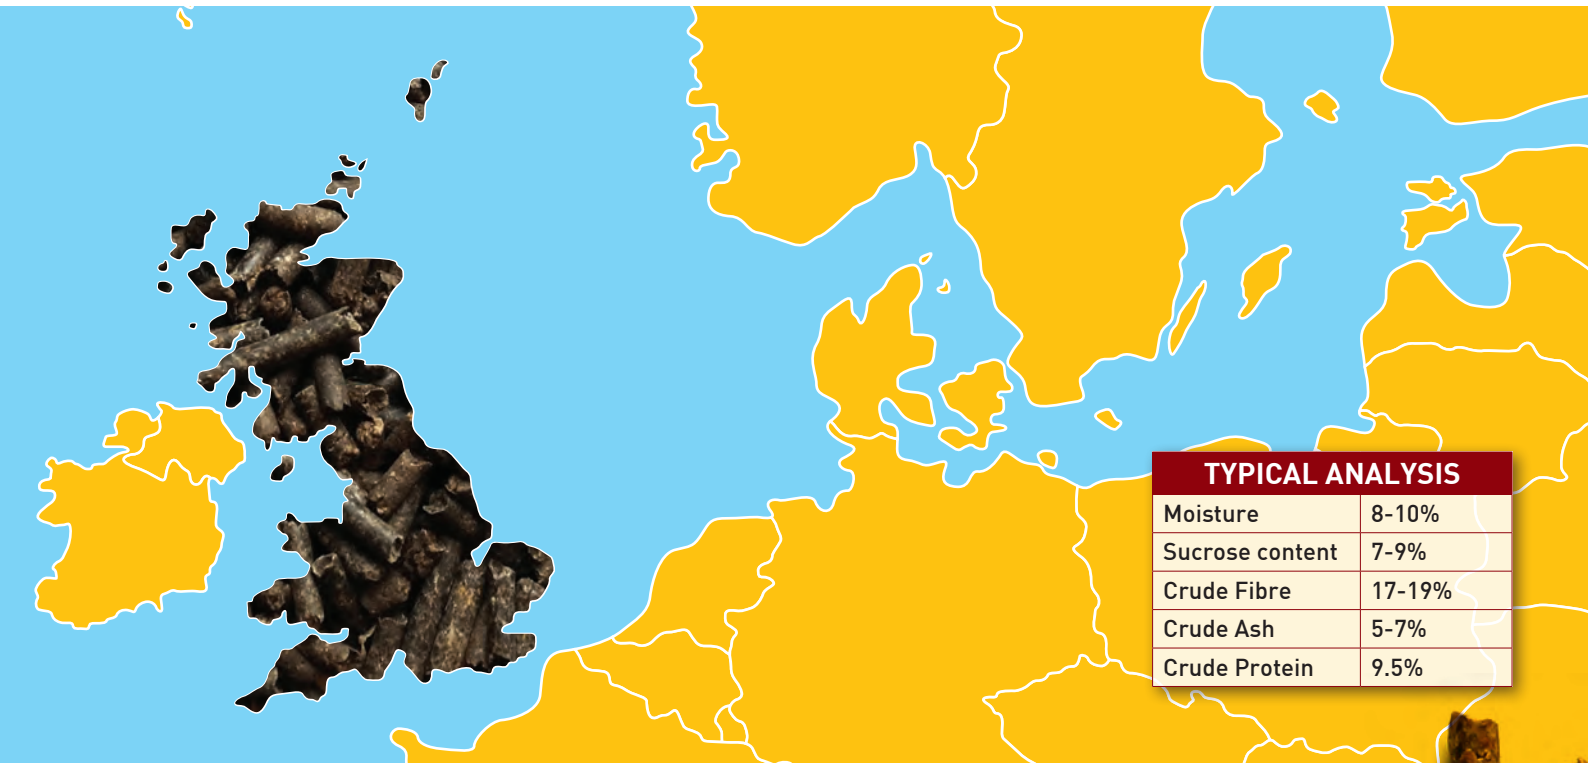 TYPICAL ANALYSIS
Moisture 8-10%
Sucrose content 7-9%
Crude Fibre 17-19%
Crude Ash 5-7%
Crude Protein 9.5%